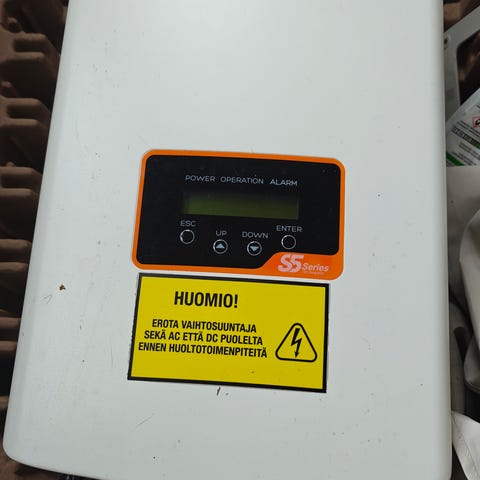 POWER OPERATION ALARM
ESC UP DOWN ENTER
S5 Series
HUOMIO!
EROTA VAIHTOSUUNTAJA
SEKÄ AC ETTÄ DC PUOLELTA
ENNEN HUOLTOTOIMENPITEITÄ